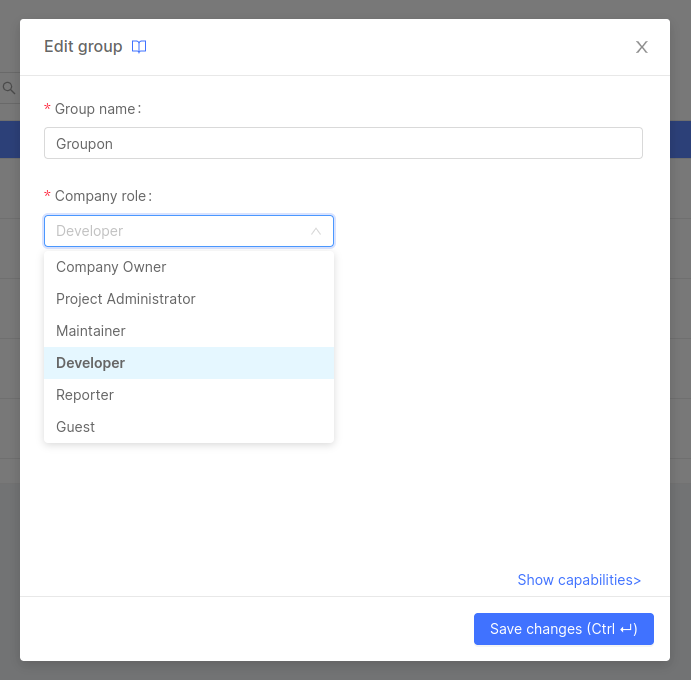 Edit group
* Group name:
Groupon
* Company role:
Developer
Company Owner
Project Administrator
Maintainer
Developer
Reporter
Guest
Show capabilities>
Save changes (Ctrl ↵)